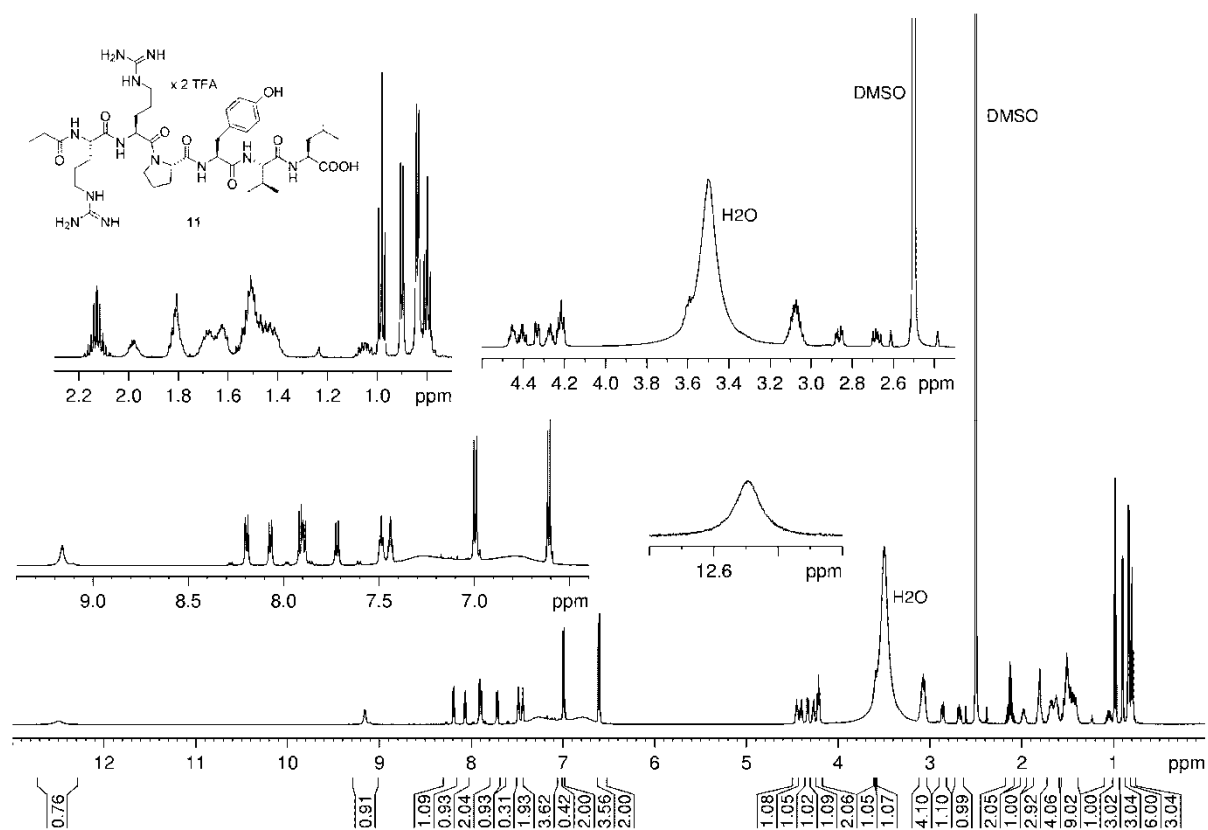 H₂N NH
HN
x 2 TFA
OH
H
N
O
N
H
O
N
O
N
H
H
N
O
O
N
H
COOH
HN
H₂N NH
11
DMSO
DMSO
H2O
2.2 2.0 1.8 1.6 1.4 1.2 1.0 ppm
4.4 4.2 4.0 3.8 3.6 3.4 3.2 3.0 2.8 2.6 ppm
9.0 8.5 8.0 7.5 7.0 ppm
12.6 ppm
H2O
12 11 10 9 8 7 6 5 4 3 2 1 ppm
0.76 0.91 1.09 0.93 2.04 0.93 0.31 1.93 3.62 0.42 2.00 3.56 2.00 1.08 1.05 1.02 1.09 2.06 1.05 1.07 4.10 1.10 0.99 2.05 1.00 2.92 4.66 9.02 1.00 3.02 3.04 6.00 3.04